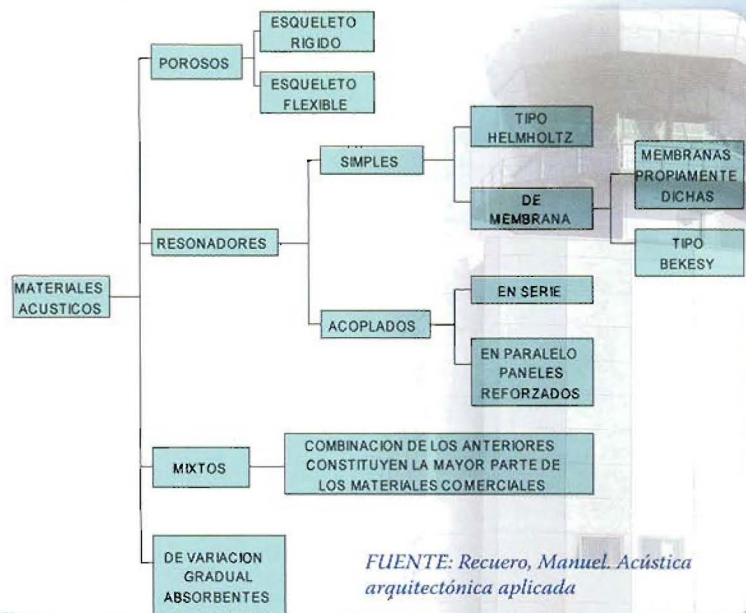 ESQUELETO
RIGIDO
POROSOS
ESQUELETO
FLEXIBLE
TIPO
HELMHOLTZ
SIMPLES
MEMBRANAS
PROPIAMENTE
DICHAS
DE
MEMBRANA
RESONADORES
TIPO
BEKESY
MATERIALES
ACUSTICOS
EN SERIE
ACOPLADOS
EN PARALELO
PANELES
REFORZADOS
MIXTOS
COMBINACION DE LOS ANTERIORES
CONSTITUYEN LA MAYOR PARTE DE
LOS MATERIALES COMERCIALES
DE VARIACION
GRADUAL
ABSORBENTES
FUENTE: Recuero, Manuel. Acústica
arquitectónica aplicada